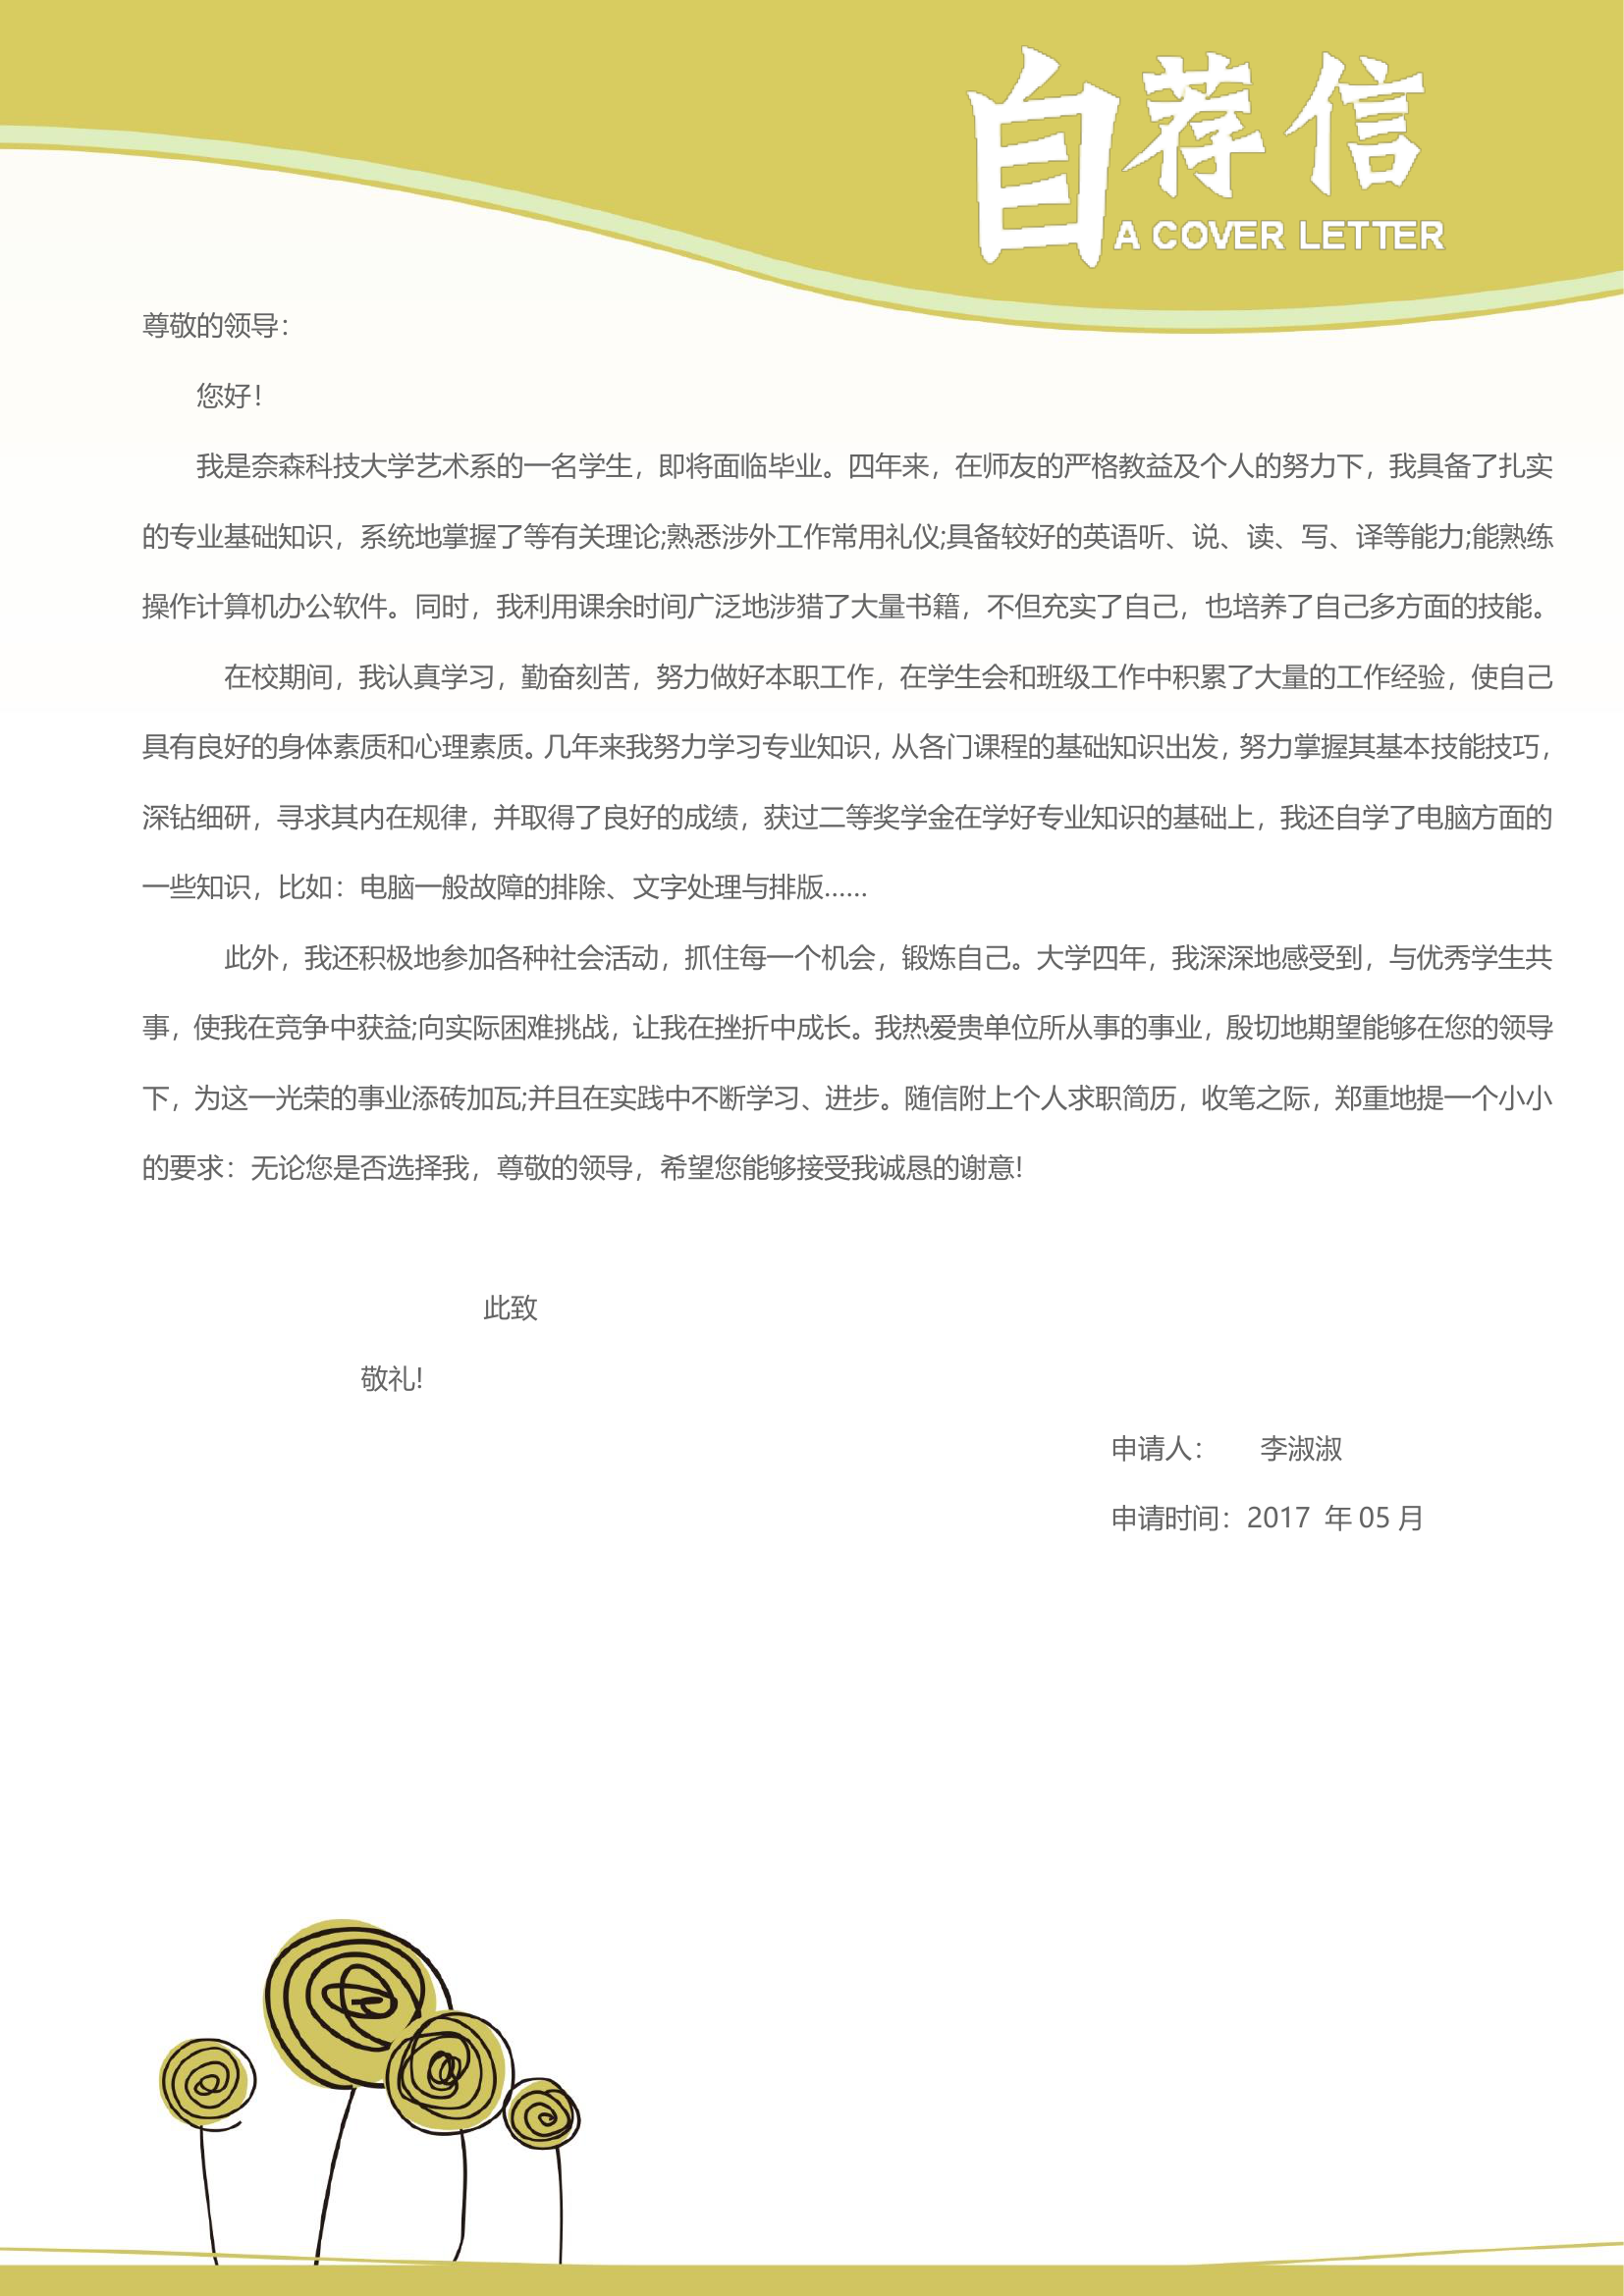 自荐信
A COVER LETTER
尊敬的领导：
您好！
我是奈森科技大学艺术系的一名学生，即将面临毕业。四年来，在师友的严格教益及个人的努力下，我具备了扎实
的专业基础知识，系统地掌握了等有关理论;熟悉涉外工作常用礼仪;具备较好的英语听、说、读、写、译等能力;能熟练
操作计算机办公软件。同时，我利用课余时间广泛地涉猎了大量书籍，不但充实了自己，也培养了自己多方面的技能。
在校期间，我认真学习，勤奋刻苦，努力做好本职工作，在学生会和班级工作中积累了大量的工作经验，使自己
具有良好的身体素质和心理素质。几年来我努力学习专业知识，从各门课程的基础知识出发，努力掌握其基本技能技巧，
深钻细研，寻求其内在规律，并取得了良好的成绩，获过二等奖学金在学好专业知识的基础上，我还自学了电脑方面的
一些知识，比如：电脑一般故障的排除、文字处理与排版......
此外，我还积极地参加各种社会活动，抓住每一个机会，锻炼自己。大学四年，我深深地感受到，与优秀学生共
事，使我在竞争中获益;向实际困难挑战，让我在挫折中成长。我热爱贵单位所从事的事业，殷切地期望能够在您的领导
下，为这一光荣的事业添砖加瓦;并且在实践中不断学习、进步。随信附上个人求职简历，收笔之际，郑重地提一个小小
的要求：无论您是否选择我，尊敬的领导，希望您能够接受我诚恳的谢意!
此致
敬礼!
申请人： 李淑淑
申请时间：2017 年 05 月